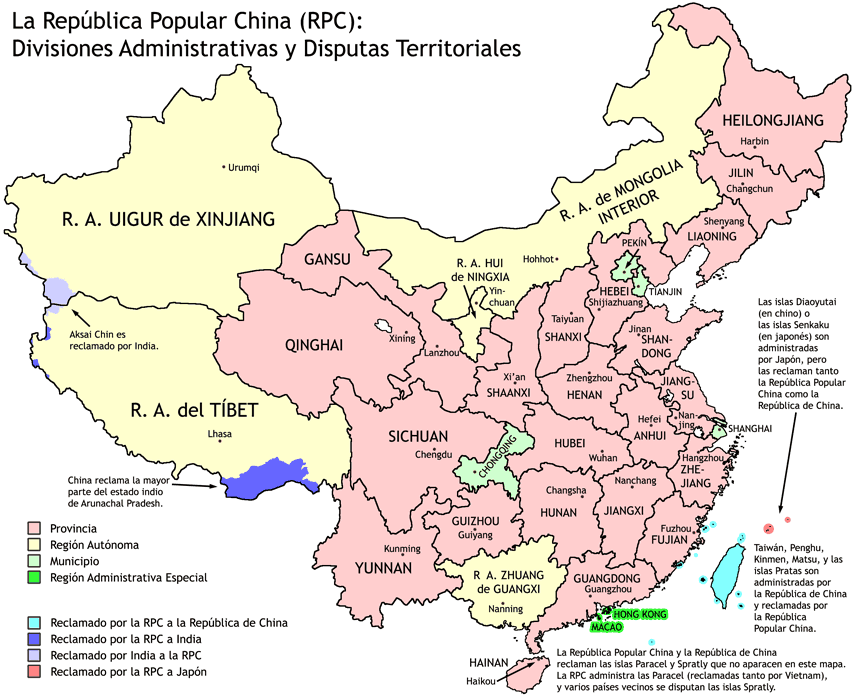 La República Popular China (RPC):
Divisiones Administrativas y Disputas Territoriales
HEILONGJIANG
Harbin
JILIN
Changchun
Urumqi
R. A. de MONGOLIA
INTERIOR
R. A. UIGUR de XINJIANG
Shenyang
LIAONING
PEKÍN
GANSU
R. A. HUI
de NINGXIA
Hohhot
Yin-
chuan
HEBEI
Shijiazhuang
TIANJIN
Aksai Chin es
reclamado por India.
QINGHAI
Xining
Lanzhou
Taiyuan
SHANXI
Jinan
SHAN-
DONG
Las islas Diaoyutai
(en chino) o
las islas Senkaku
(en japonés) son
administradas
por Japón, pero
las reclaman tanto
la República Popular
China como la
República de China.
Xi'an
SHAANXI
Zhengzhou
HENAN
JIANG-
SU
R. A. del TÍBET
Lhasa
SICHUAN
Chengdu
CHONGQING
HUBEI
Wuhan
Hefei
ANHUI
Nan-
jing
SHANGHAI
Hangzhou
ZHE-
JIANG
China reclama la mayor
parte del estado indio
de Arunachal Pradesh.
Changsha
HUNAN
Nanchang
JIANGXI
GUIZHOU
Guiyang
Fuzhou
FUJIAN
Kunming
YUNNAN
R. A. ZHUANG
de GUANGXI
Nanning
GUANGDONG
Guangzhou
HONG KONG
MACAO
Taiwán, Penghu,
Kinmen, Matsu, y las
islas Pratas son
administradas por
la República de China
y reclamadas por
la República
Popular China.
HAINAN
Haikou
La República Popular China y la República de China
reclaman las islas Paracel y Spratly que no aparecen en este mapa.
La RPC administra las Paracel (reclamadas tanto por Vietnam),
y varios países vecinos se disputan las islas Spratly.
Provincia
Región Autónoma
Municipio
Región Administrativa Especial
Reclamado por la RPC a la República de China
Reclamado por la RPC a India
Reclamado por India a la RPC
Reclamado por la RPC a Japón